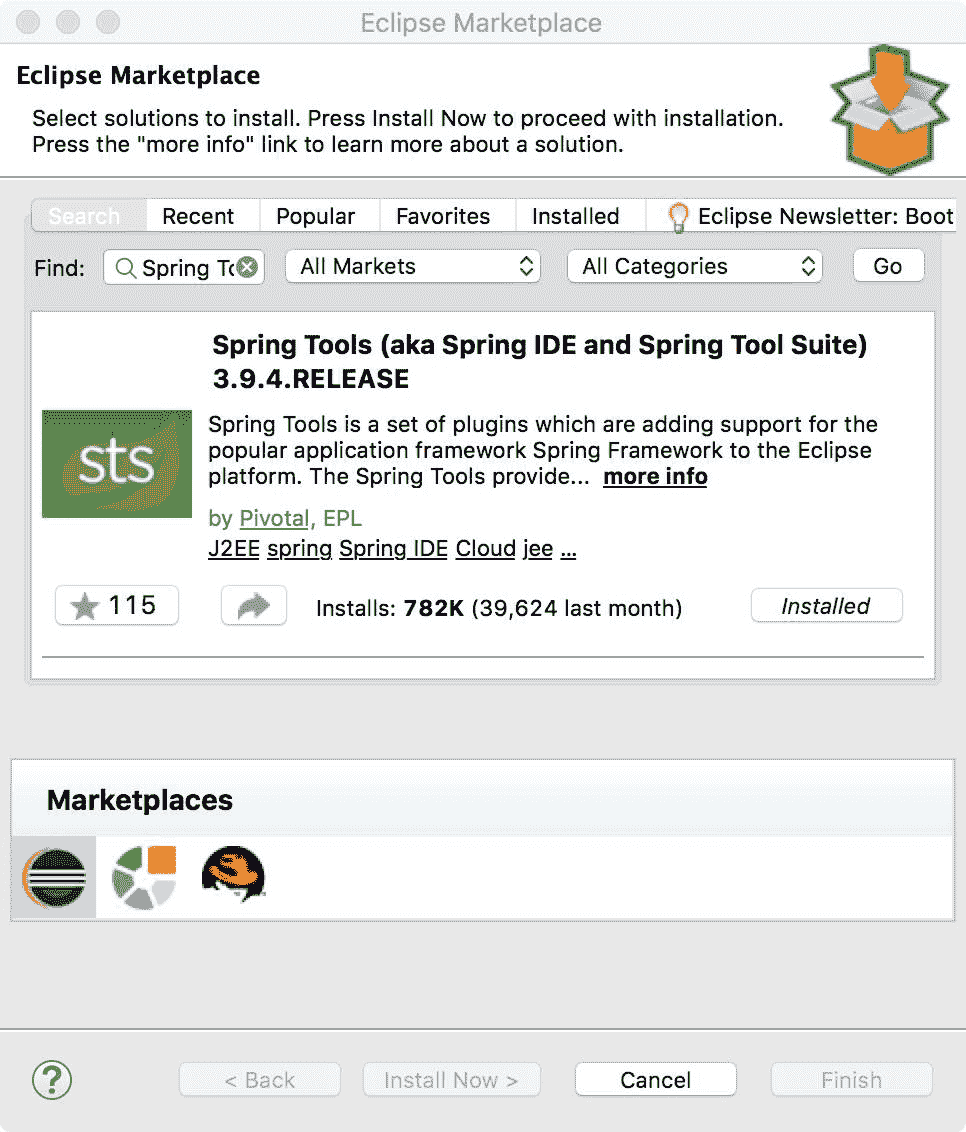 Eclipse Marketplace
Eclipse Marketplace
Select solutions to install. Press Install Now to proceed with installation.
Press the "more info" link to learn more about a solution.
Search Recent Popular Favorites Installed Eclipse Newsletter: Boot
Find: Spring All Markets All Categories Go
Spring Tools (aka Spring IDE and Spring Tool Suite)
3.9.4.RELEASE
Spring Tools is a set of plugins which are adding support for the
popular application framework Spring Framework to the Eclipse
platform. The Spring Tools provide... more info
sts
by Pivotal, EPL
J2EE spring Spring IDE Cloud jee ...
115 Installs: 782K (39,624 last month) Installed
Marketplaces
? < Back Install Now > Cancel Finish